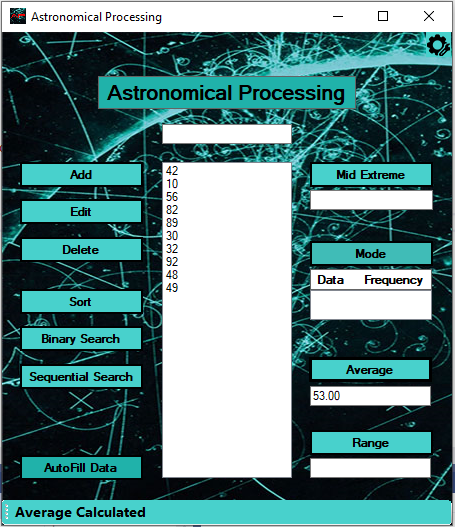 Astronomical Processing
Astronomical Processing
Add
Edit
Delete
Sort
Binary Search
Sequential Search
AutoFill Data
42
10
56
82
89
30
32
92
48
49
Mid Extreme
Mode
Data Frequency
Average
53.00
Range
Average Calculated